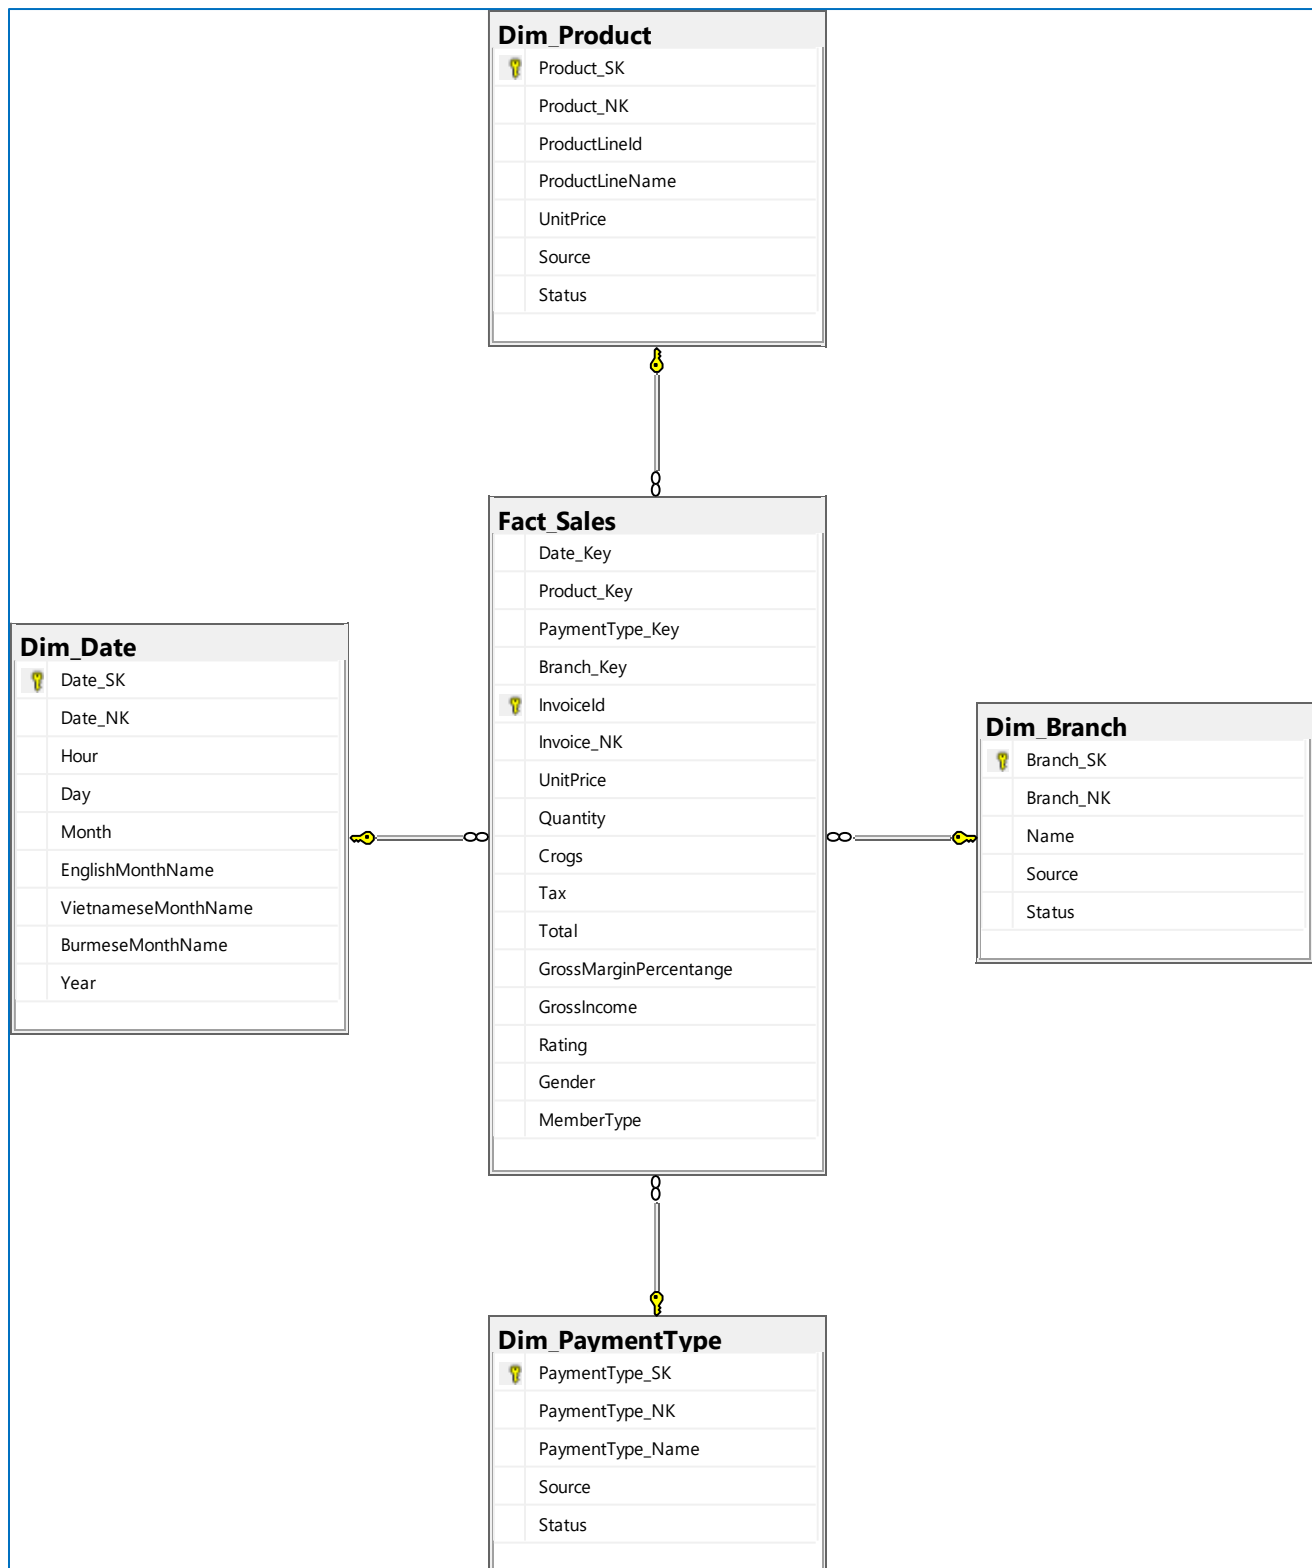 Dim_Product
Product_SK
Product_NK
ProductLineId
ProductLineName
UnitPrice
Source
Status
Fact_Sales
Date_Key
Product_Key
PaymentType_Key
Branch_Key
InvoiceId
Invoice_NK
UnitPrice
Quantity
Crogs
Tax
Total
GrossMarginPercentange
GrossIncome
Rating
Gender
MemberType
Dim_Date
Date_SK
Date_NK
Hour
Day
Month
EnglishMonthName
VietnameseMonthName
BurmeseMonthName
Year
Dim_Branch
Branch_SK
Branch_NK
Name
Source
Status
Dim_PaymentType
PaymentType_SK
PaymentType_NK
PaymentType_Name
Source
Status